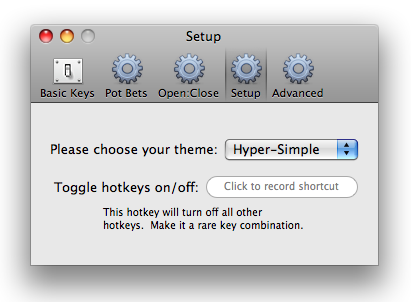 Setup
Basic Keys Pot Bets Open:Close Setup Advanced
Please choose your theme: Hyper-Simple
Toggle hotkeys on/off: Click to record shortcut
This hotkey will turn off all other
hotkeys. Make it a rare key combination.